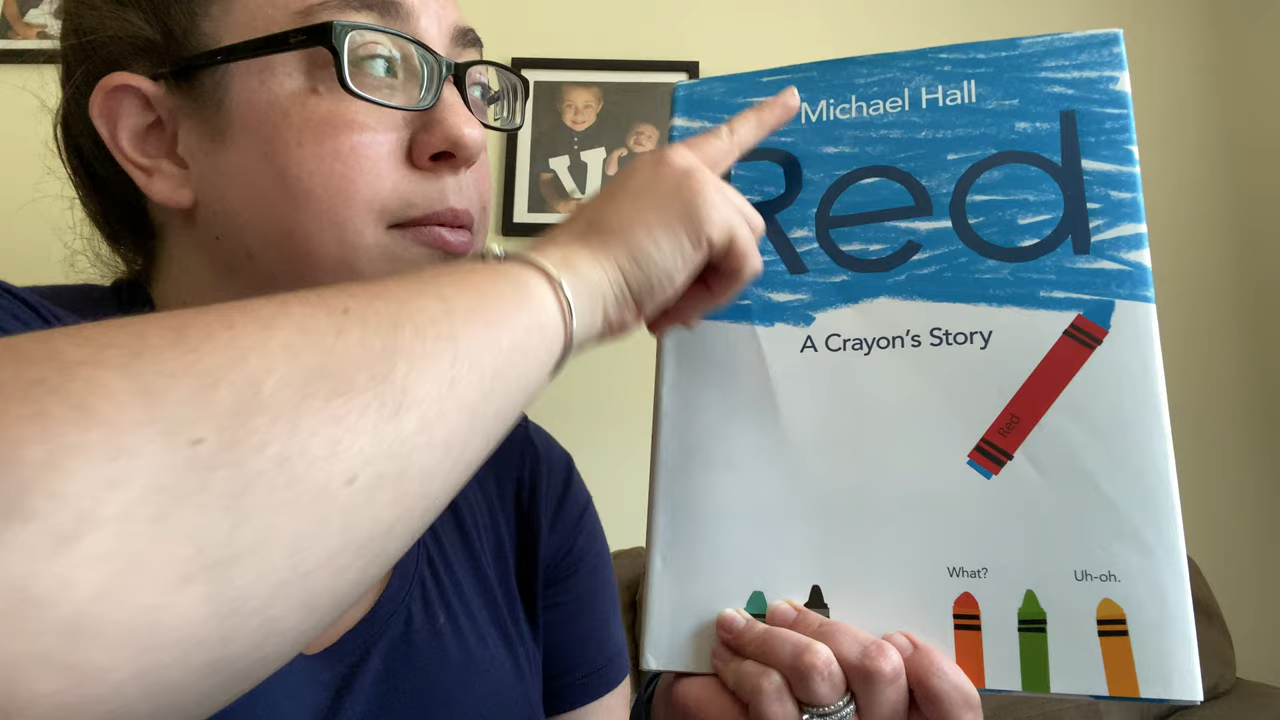 Michael Hall
Red
A Crayon's Story
Red
What?
Uh-oh.
V